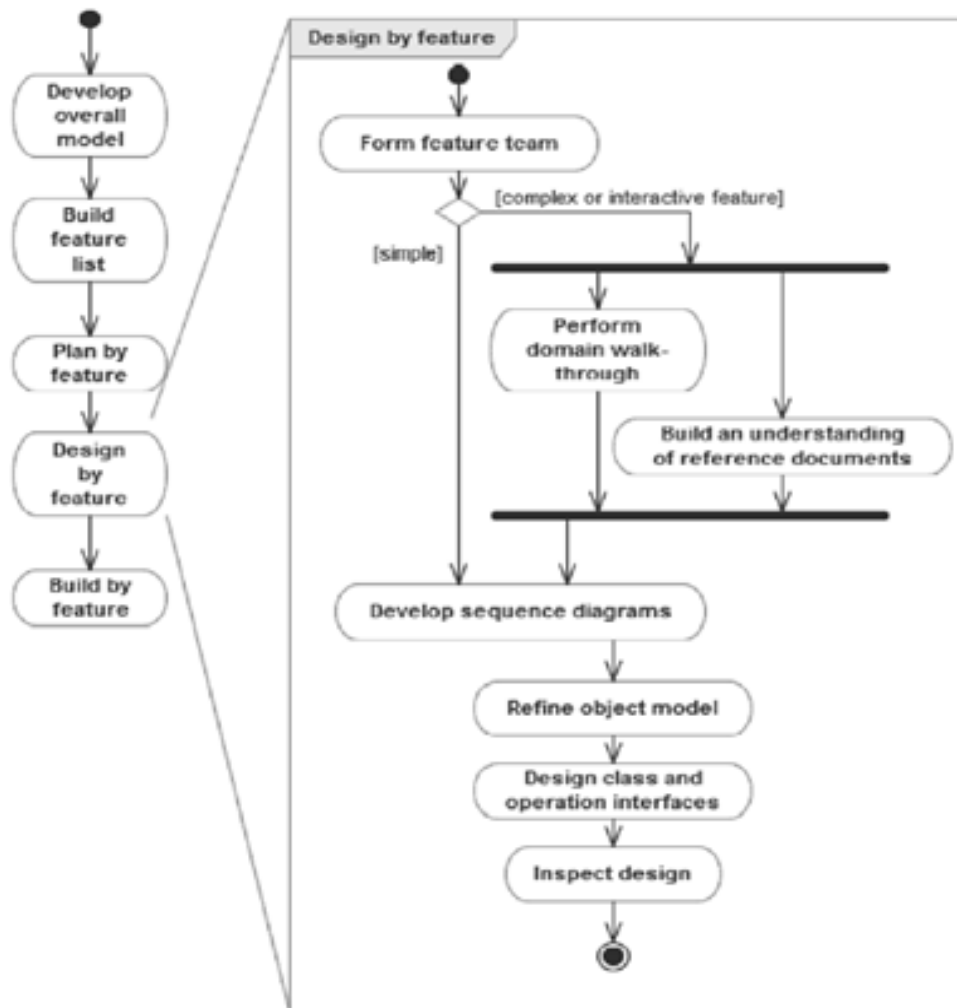 Develop
overall
model
Build
feature
list
Plan by
feature
Design
by
feature
Build by
feature
Design by feature
Form feature team
[complex or interactive feature]
[simple]
Perform
domain walk-
through
Build an understanding
of reference documents
Develop sequence diagrams
Refine object model
Design class and
operation interfaces
Inspect design